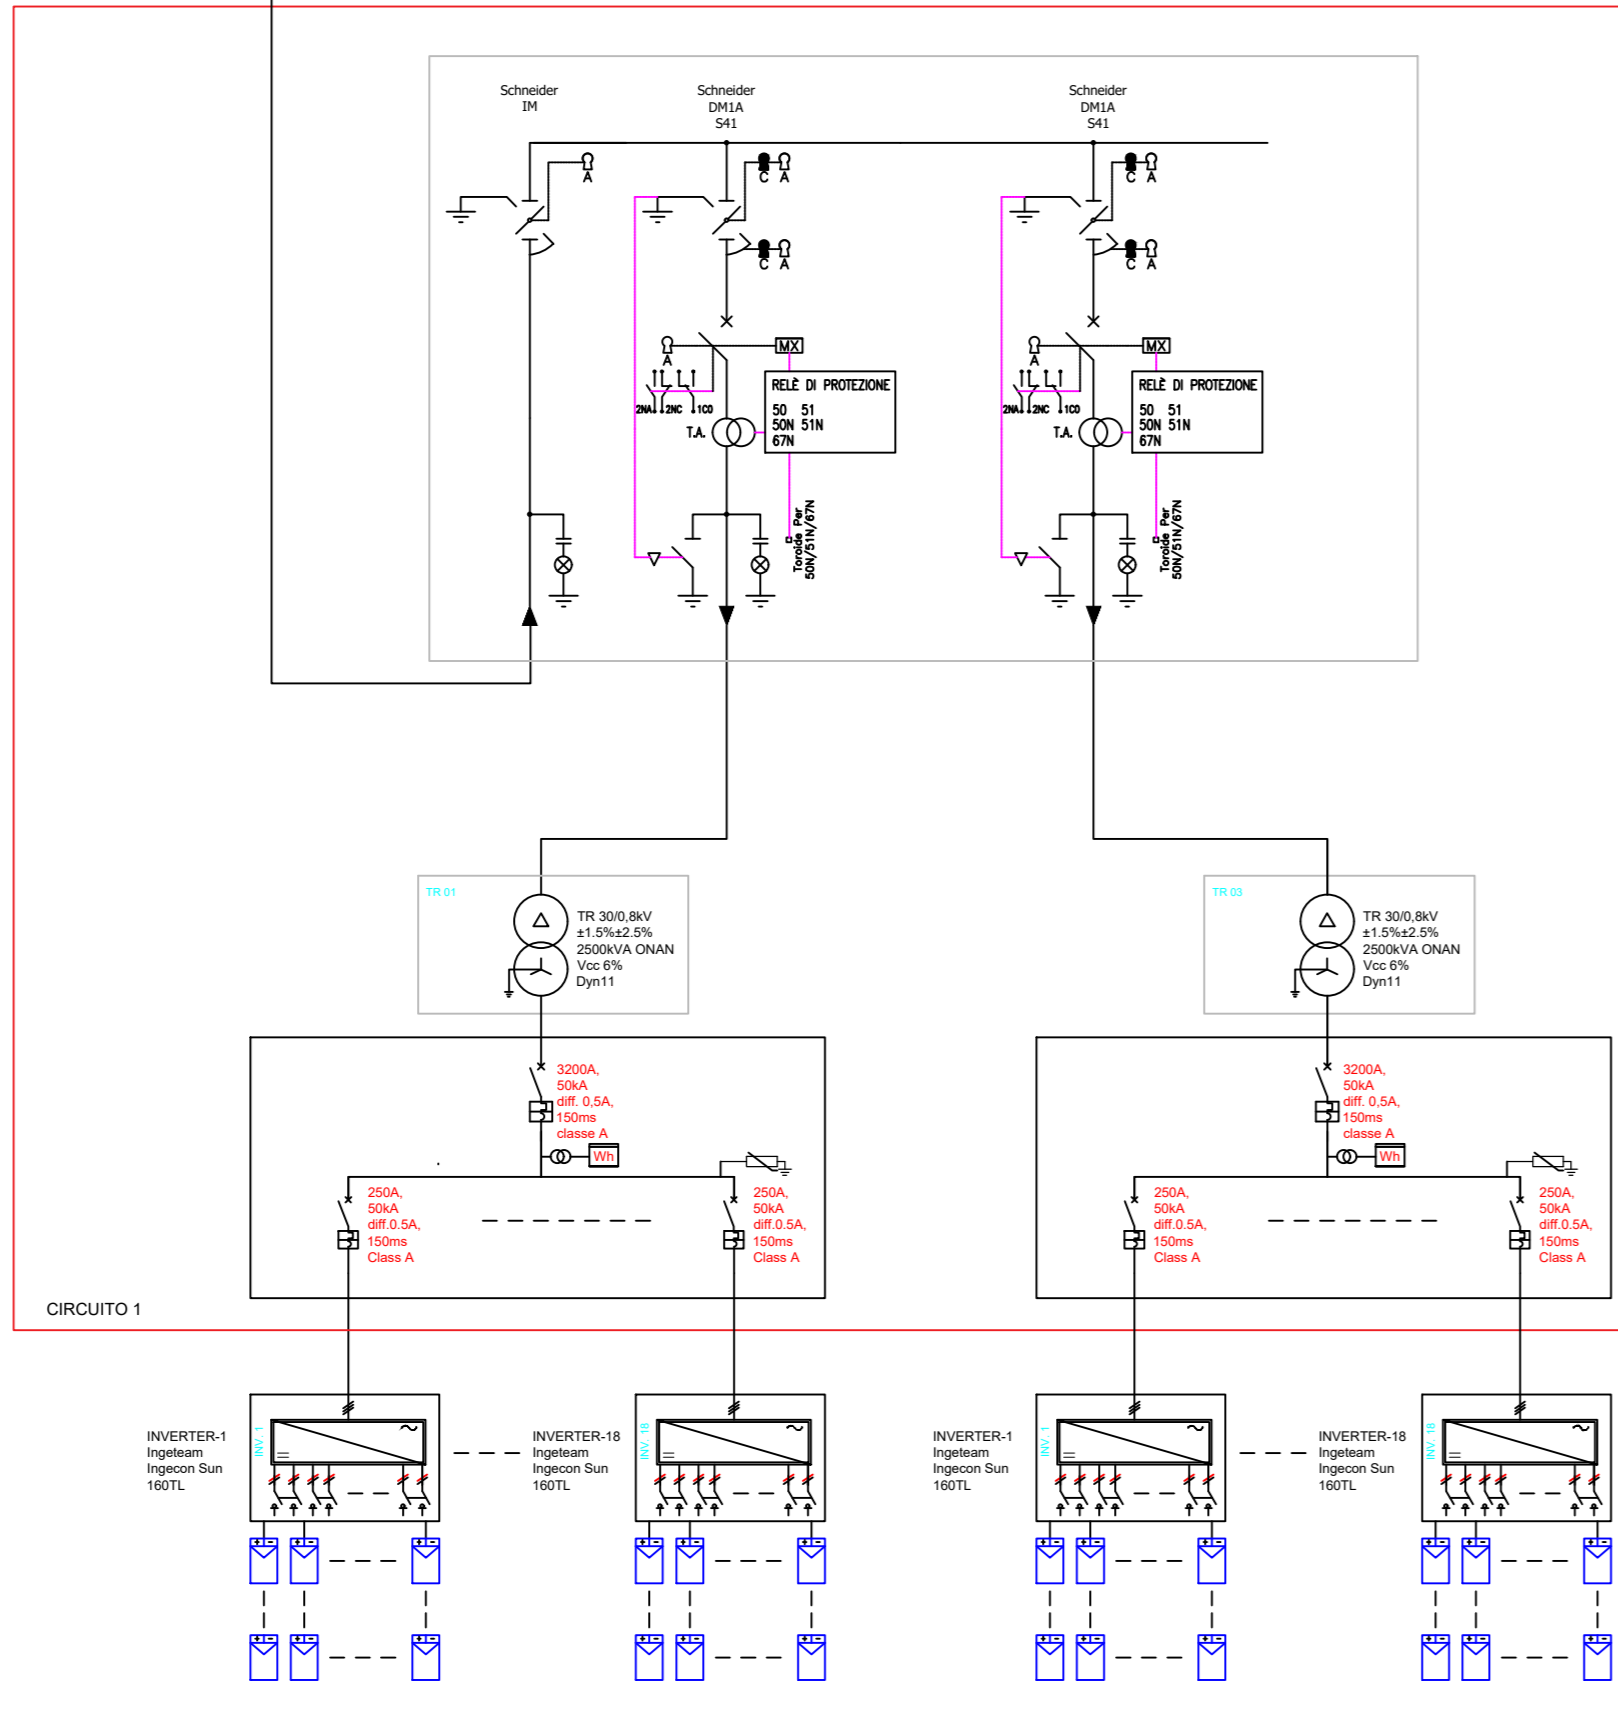 Schneider
IM
Schneider
DM1A
S41
Schneider
DM1A
S41
A
C A
C A
C A
C A
A
MX
RELÈ DI PROTEZIONE
50 51
50N 51N
67N
2NA 2NC 1C0
T.A.
Toroide Per
50N/51N/67N
A
MX
RELÈ DI PROTEZIONE
50 51
50N 51N
67N
2NA 2NC 1C0
T.A.
Toroide Per
50N/51N/67N
TR 01
TR 30/0,8kV
±1.5%±2.5%
2500kVA ONAN
Vcc 6%
Dyn11
TR 03
TR 30/0,8kV
±1.5%±2.5%
2500kVA ONAN
Vcc 6%
Dyn11
3200A,
50kA
diff. 0,5A,
150ms
classe A
Wh
250A,
50kA
diff.0.5A,
150ms
Class A
250A,
50kA
diff.0.5A,
150ms
Class A
3200A,
50kA
diff. 0,5A,
150ms
classe A
Wh
250A,
50kA
diff.0.5A,
150ms
Class A
250A,
50kA
diff.0.5A,
150ms
Class A
CIRCUITO 1
INVERTER-1
Ingeteam
Ingecon Sun
160TL
INV. 1
INVERTER-18
Ingeteam
Ingecon Sun
160TL
INV. 18
INVERTER-1
Ingeteam
Ingecon Sun
160TL
INV. 1
INVERTER-18
Ingeteam
Ingecon Sun
160TL
INV. 18